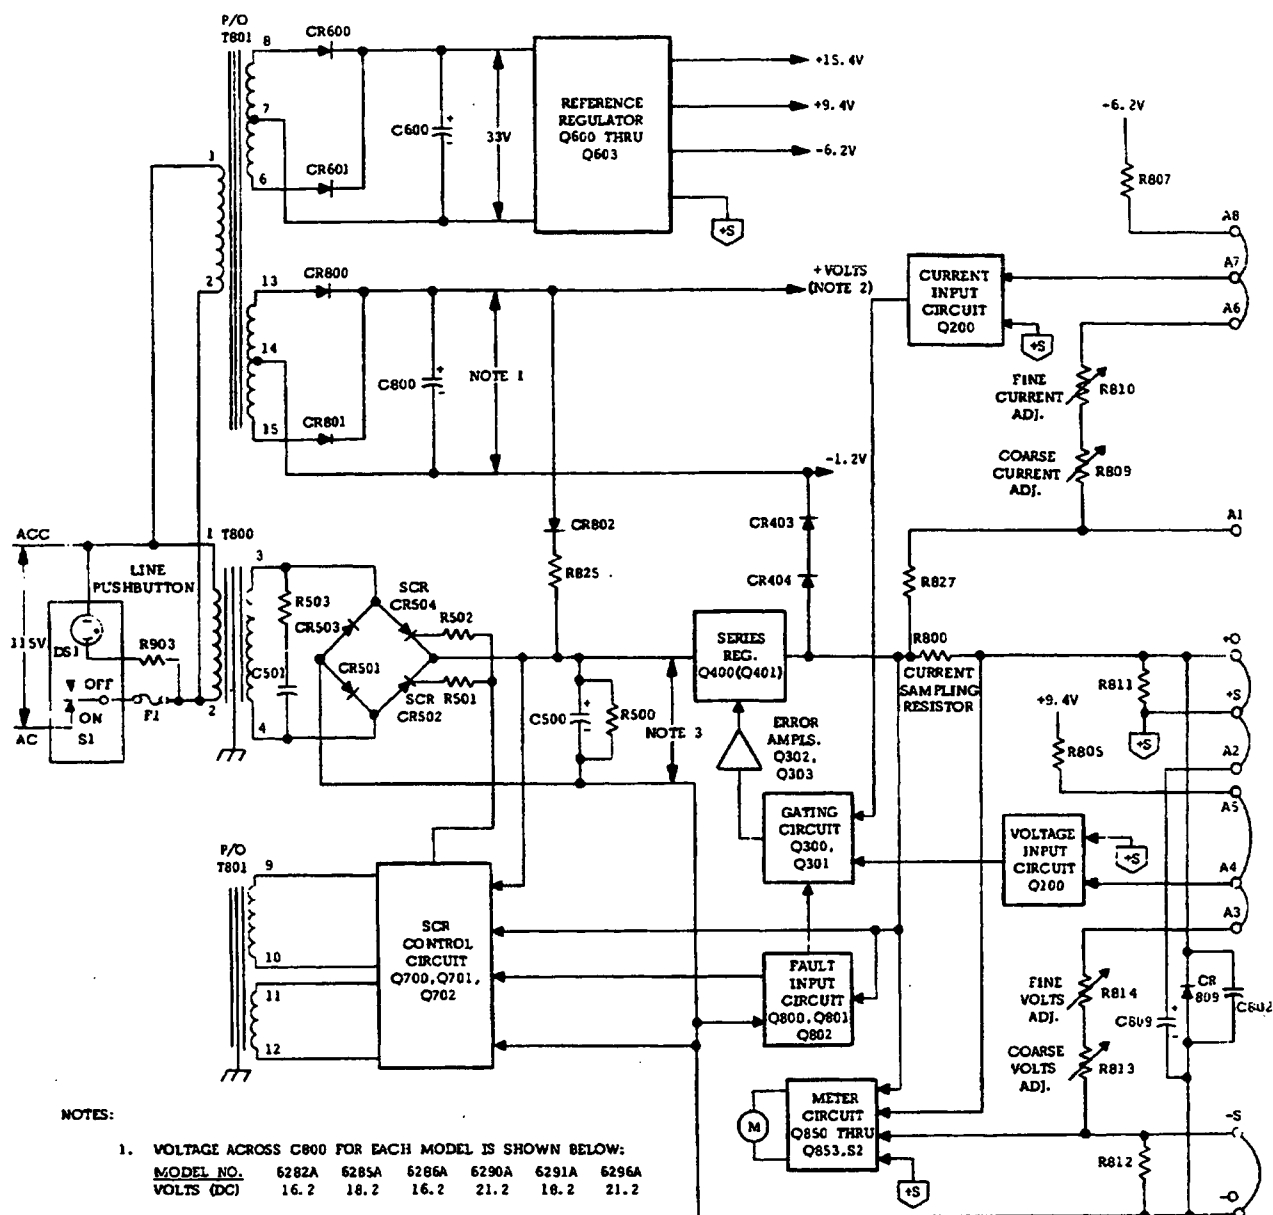 P/O
T801
8
7
6
CR600
CR601
C600
+
-
33V
REFERENCE
REGULATOR
Q600 THRU
Q603
+15.4V
+9.4V
-6.2V
+S
-6.2V
R807
A8
A7
A6
1
2
13
14
15
CR800
CR801
C800
+
-
NOTE 1
+VOLTS
(NOTE 2)
-1.2V
CURRENT
INPUT
CIRCUIT
Q200
+S
FINE
CURRENT
ADJ.
R810
COARSE
CURRENT
ADJ.
R809
A1
ACC
LINE
PUSHBUTTON
115V
DS1
R903
OFF
ON
S1
F1
AC
1
2
T800
3
4
R503
C501
CR503
SCR
CR504
CR501
SCR
CR502
R502
R501
CR802
R825
C500
+
-
R500
NOTE 3
CR403
CR404
SERIES
REG.
Q400(Q401)
R827
R800
CURRENT
SAMPLING
RESISTOR
ERROR
AMPLS.
Q302,
Q303
GATING
CIRCUIT
Q300,
Q301
+9.4V
R805
R811
+S
+O
+S
A2
A5
A4
A3
VOLTAGE
INPUT
CIRCUIT
Q100
+S
P/O
T801
9
10
11
12
SCR
CONTROL
CIRCUIT
Q700,Q701,
Q702
FAULT
INPUT
CIRCUIT
Q800,Q801
Q802
FINE
VOLTS
ADJ.
R814
COARSE
VOLTS
ADJ.
R813
C809
+
-
CR
809
C802
M
METER
CIRCUIT
Q850 THRU
Q853,S2
+S
R812
-S
-O
NOTES:
1. VOLTAGE ACROSS C800 FOR EACH MODEL IS SHOWN BELOW:
MODEL NO. 6282A 6285A 6286A 6290A 6291A 6296A
VOLTS (DC) 16.2 18.2 16.2 21.2 18.2 21.2